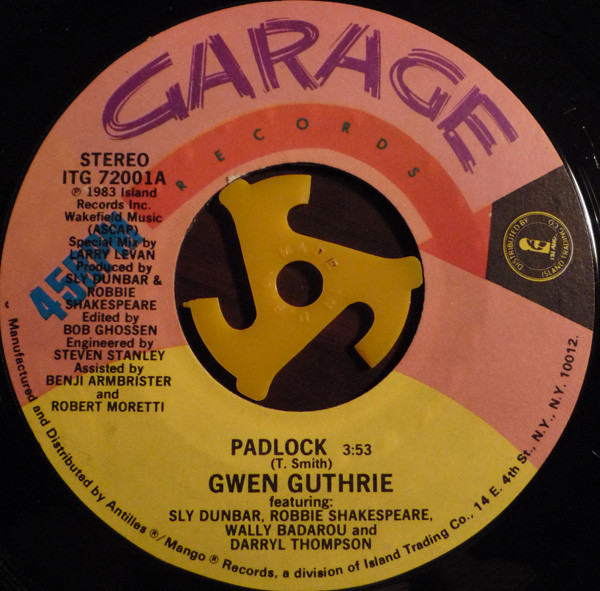 GARAGE
RECORDS
STEREO
ITG 72001A
℗ 1983 Island
Records Inc.
Wakefield Music
(ASCAP)
Special Mix by
LARRY LEVAN
Produced by
SLY DUNBAR &
ROBBIE
SHAKESPEARE
Edited by
BOB GHOSSEN
Engineered by
STEVEN STANLEY
Assisted by
BENJI ARMBRISTER
and
ROBERT MORETTI
DISTRIBUTED BY
ISLAND
ISLAND TRADING CO
PADLOCK 3:53
(T. Smith)
GWEN GUTHRIE
featuring:
SLY DUNBAR, ROBBIE SHAKESPEARE,
WALLY BADAROU and
DARRYL THOMPSON
Manufactured and Distributed by Antilles ®/Mango ® Records, a division of Island Trading Co., 14 E. 4th St., N.Y., N.Y. 10012.